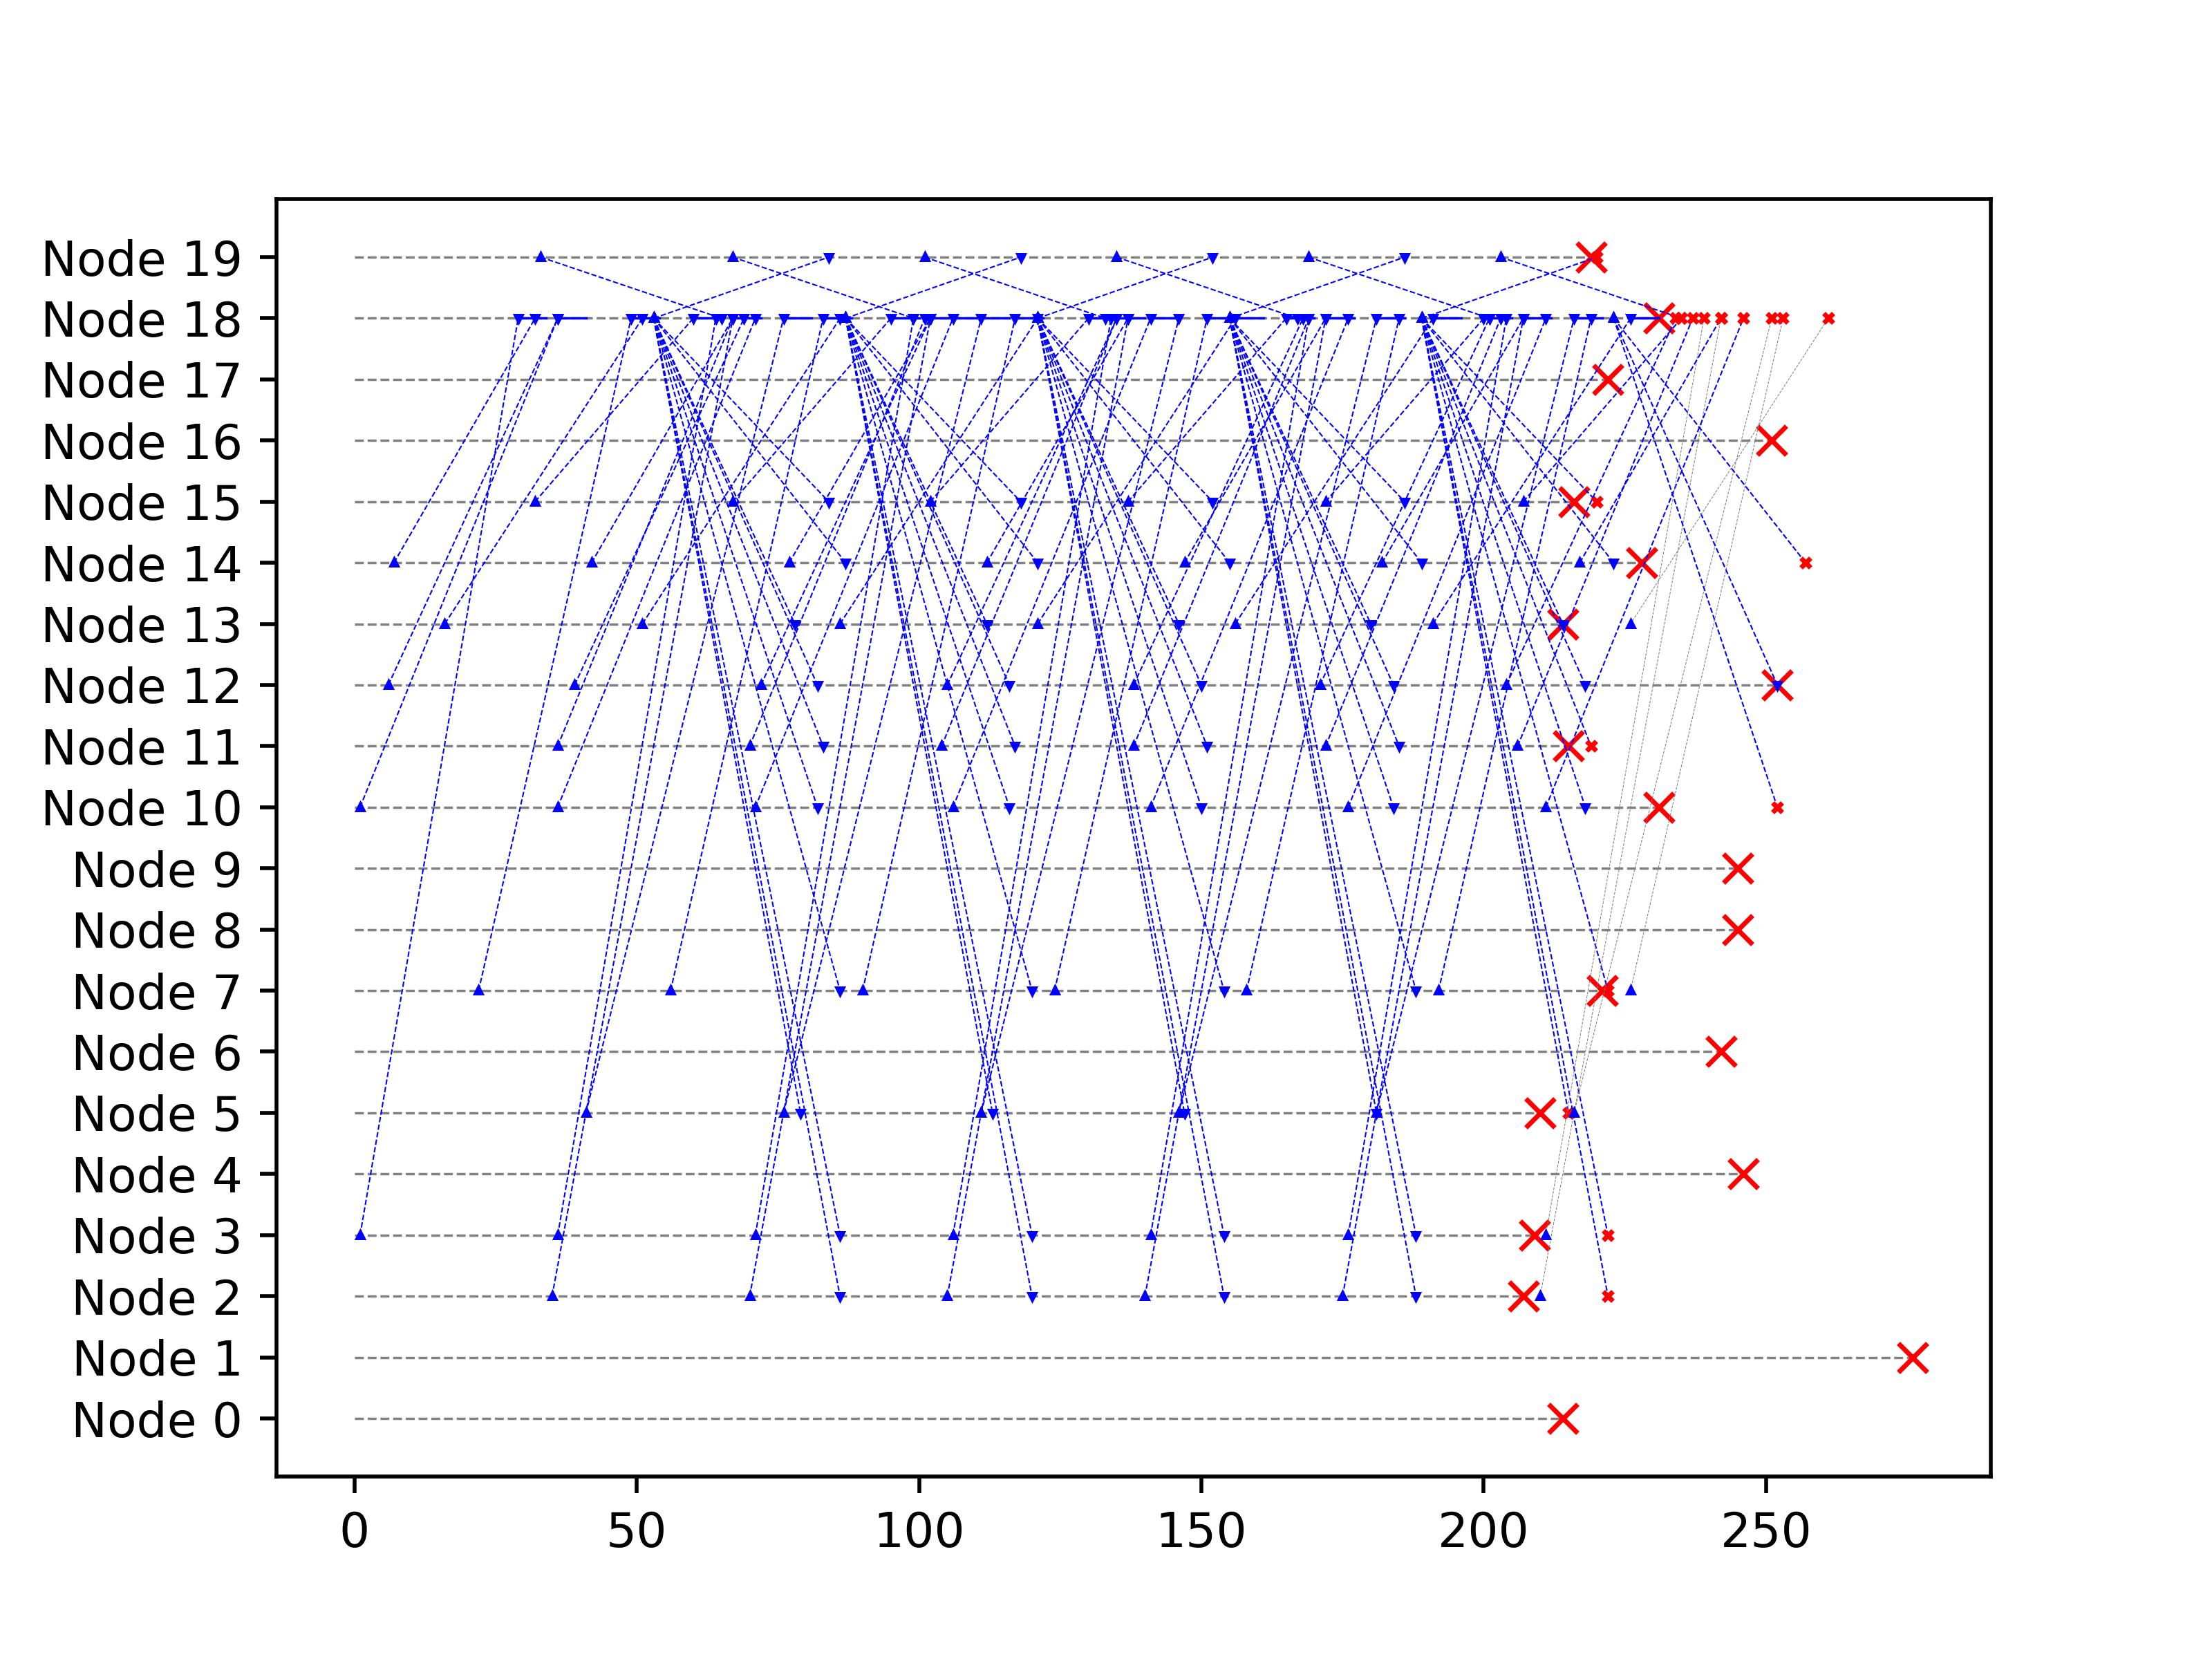 Node 19
Node 18
Node 17
Node 16
Node 15
Node 14
Node 13
Node 12
Node 11
Node 10
Node 9
Node 8
Node 7
Node 6
Node 5
Node 4
Node 3
Node 2
Node 1
Node 0
0 50 100 150 200 250